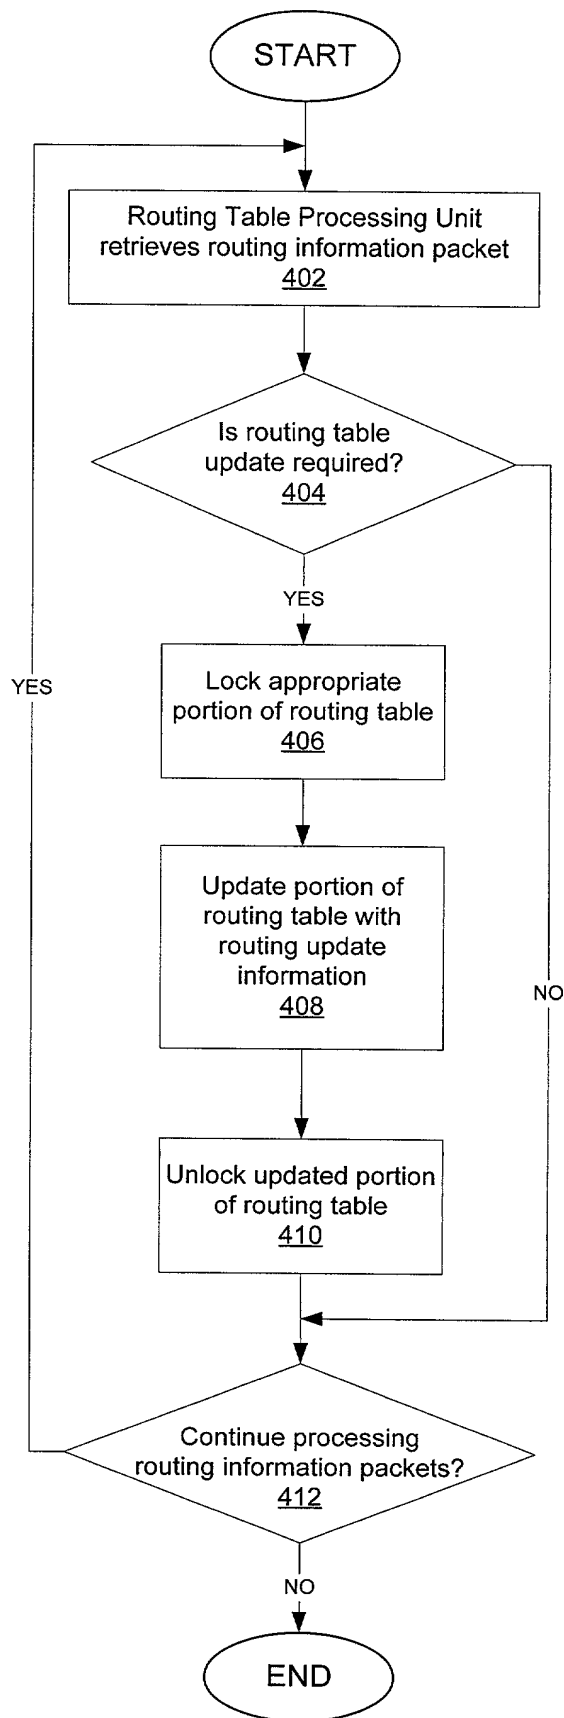 START
Routing Table Processing Unit
retrieves routing information packet
402
Is routing table
update required?
404
YES
Lock appropriate
portion of routing table
406
YES
Update portion of
routing table with
routing update
information
408
NO
Unlock updated portion
of routing table
410
Continue processing
routing information packets?
412
NO
END